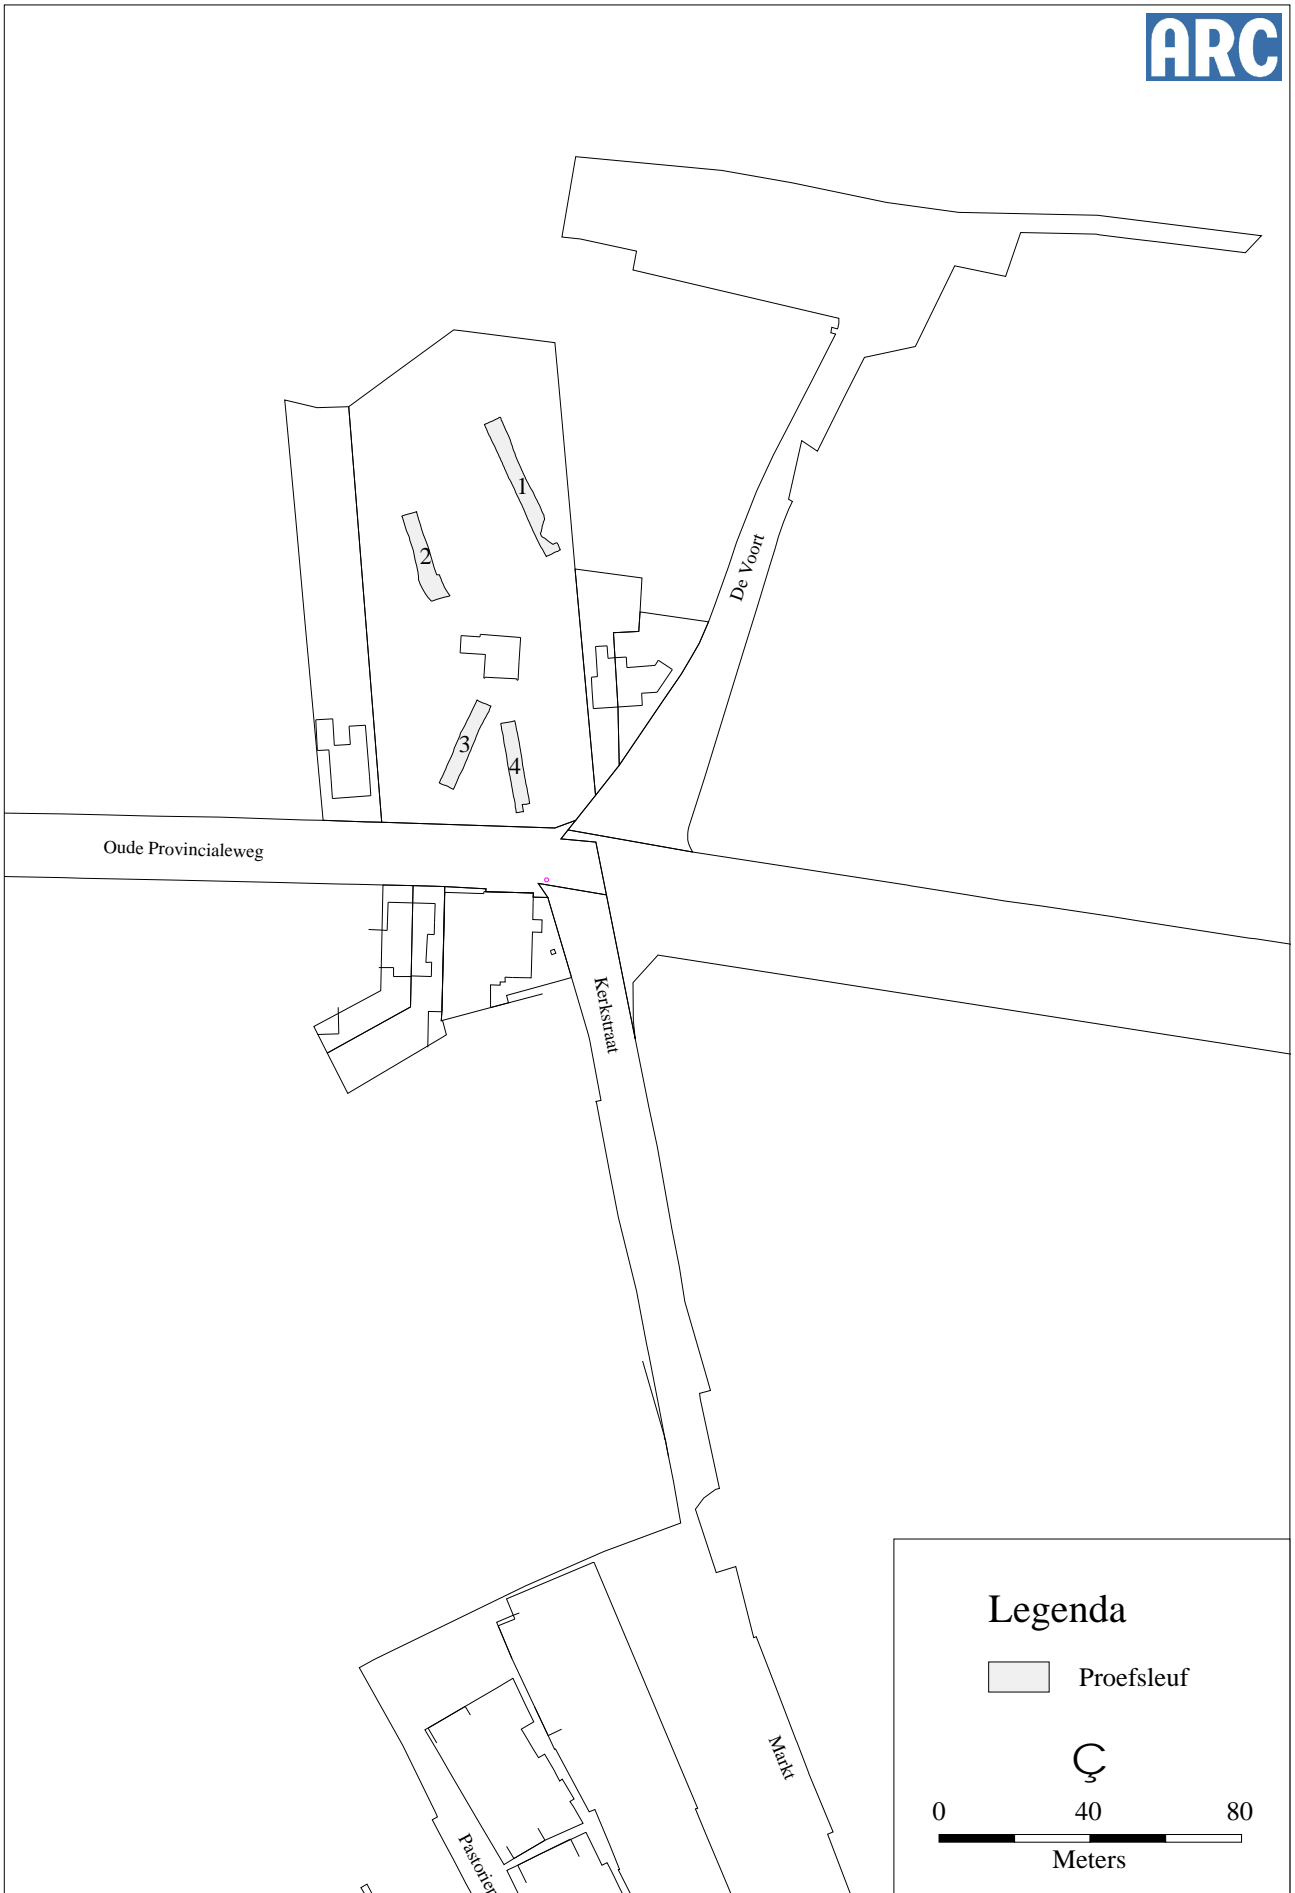 ARC
1
2
De Voort
3
4
Oude Provincialeweg
Kerkstraat
Legenda
Proefsleuf
Markt
Ç
0 40 80
Meters